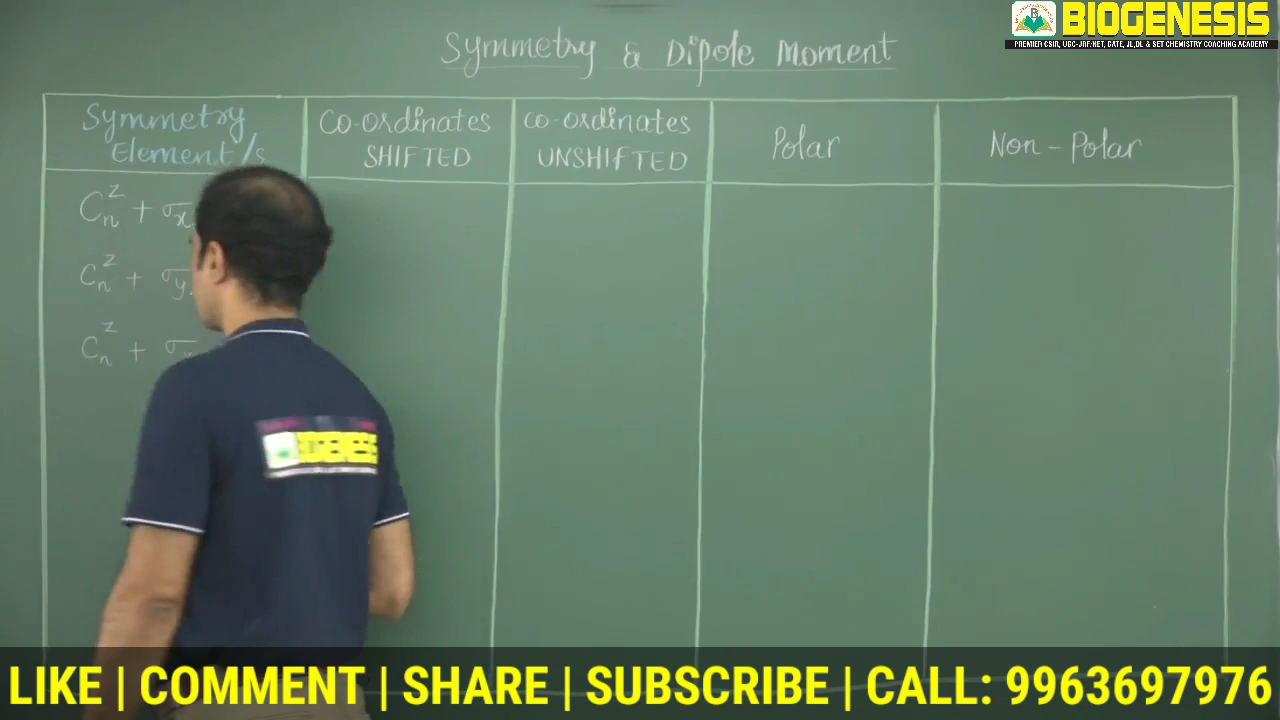 BIOGENESIS
PREMIER CSIR, UGC-JRF/NET, GATE, JL,DL & SET CHEMISTRY COACHING ACADEMY
Symmetry & Dipole Moment
Symmetry Element/s
Co-ordinates SHIFTED
Co-ordinates UNSHIFTED
Polar
Non-Polar
Cₙᶻ + σₓ
Cₙᶻ + σy
Cₙᶻ + σ
LIKE | COMMENT | SHARE | SUBSCRIBE | CALL: 9963697976